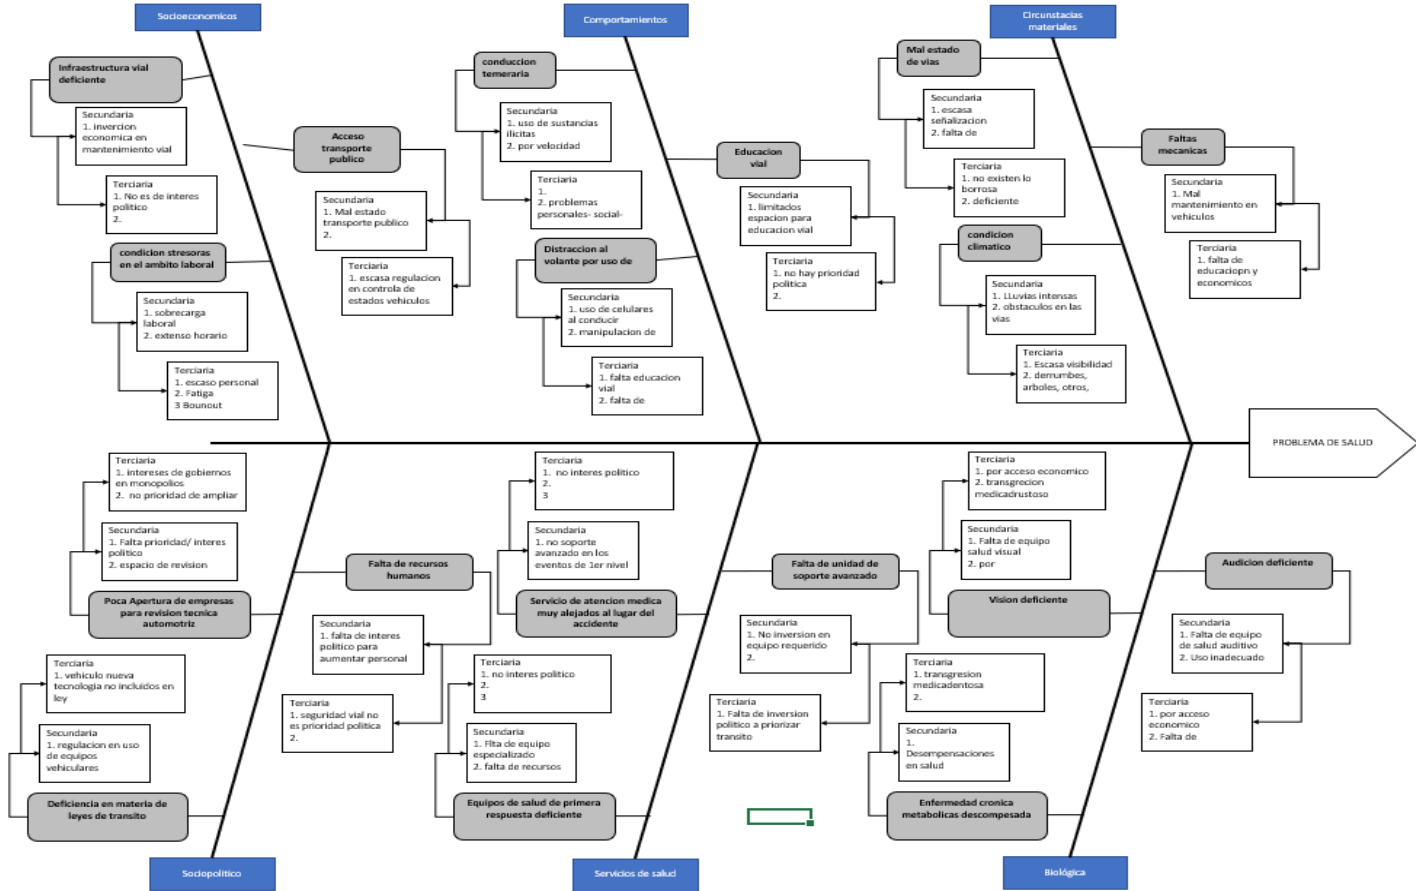 Socioeconomicos
Infraestructura vial
deficiente
Secundaria
1. invercion
economica en
mantenimiento vial
Terciaria
1. No es de interes
politico
2.
condicion stresoras
en el ambito laboral
Secundaria
1. sobrecarga
laboral
2. extenso horario
Terciaria
1. escaso personal
2. Fatiga
3 Bounout
Acceso
transporte
publico
Secundaria
1. Mal estado
transporte publico
2.
Terciaria
1. escasa regulacion
en controla de
estados vehiculos
Comportamientos
conduccion
temeraria
Secundaria
1. uso de sustancias
ilicitas
2. por velocidad
Terciaria
1.
2. problemas
personales- social-
Distraccion al
volante por uso de
Secundaria
1. uso de celulares
al conducir
2. manipulacion de
Terciaria
1. falta educacion
vial
2. falta de
Educacion
vial
Secundaria
1. limitados
espacion para
educacion vial
Terciaria
1. no hay prioridad
politica
2.
Circunstacias
materiales
Mal estado
de vias
Secundaria
1. escasa
señalizacion
2. falta de
Terciaria
1. no existen lo
borrosa
2. deficiente
condicion
climatico
Secundaria
1. LLuvias intensas
2. obstaculos en las
vias
Terciaria
1. Escasa visibilidad
2. derrumbes,
arboles, otros,
Faltas
mecanicas
Secundaria
1. Mal
mantenimiento en
vehiculos
Terciaria
1. falta de
educaciopn y
economicos
PROBLEMA DE SALUD
Terciaria
1. intereses de gobiernos
en monopolios
2. no prioridad de ampliar
Secundaria
1. Falta prioridad/ interes
politico
2. espacio de revision
Poca Apertura de empresas
para revision tecnica
automotriz
Terciaria
1. vehiculo nueva
tecnologia no incluidos en
ley
Secundaria
1. regulacion en uso
de equipos
vehiculares
Deficiencia en materia de
leyes de transito
Falta de recursos
humanos
Secundaria
1. falta de interes
politico para
aumentar personal
Terciaria
1. seguridad vial no
es prioridad politica
2.
Sociopolitico
Terciaria
1. no interes politico
2.
3
Secundaria
1. no soporte
avanzado en los
eventos de 1er nivel
Servicio de atencion medica
muy alejados al lugar del
accidente
Terciaria
1. no interes politico
2.
3
Secundaria
1. Flta de equipo
especializado
2. falta de recursos
Equipos de salud de primera
respuesta deficiente
Falta de unidad de
soporte avanzado
Secundaria
1. No inversion en
equipo requerido
2.
Terciaria
1. Falta de inversion
politico a priorizar
transito
Servicios de salud
Terciaria
1. por acceso economico
2. transgrecion
medicadrustoso
Secundaria
1. Falta de equipo
salud visual
2. por
Vision deficiente
Terciaria
1. transgresion
medicadentosa
2.
Secundaria
1.
Desempensaciones
en salud
Enfermedad cronica
metabolicas descompesada
Audicion deficiente
Secundaria
1. Falta de equipo
de salud auditivo
2. Uso inadecuado
Terciaria
1. por acceso
economico
2. Falta de
Biológica